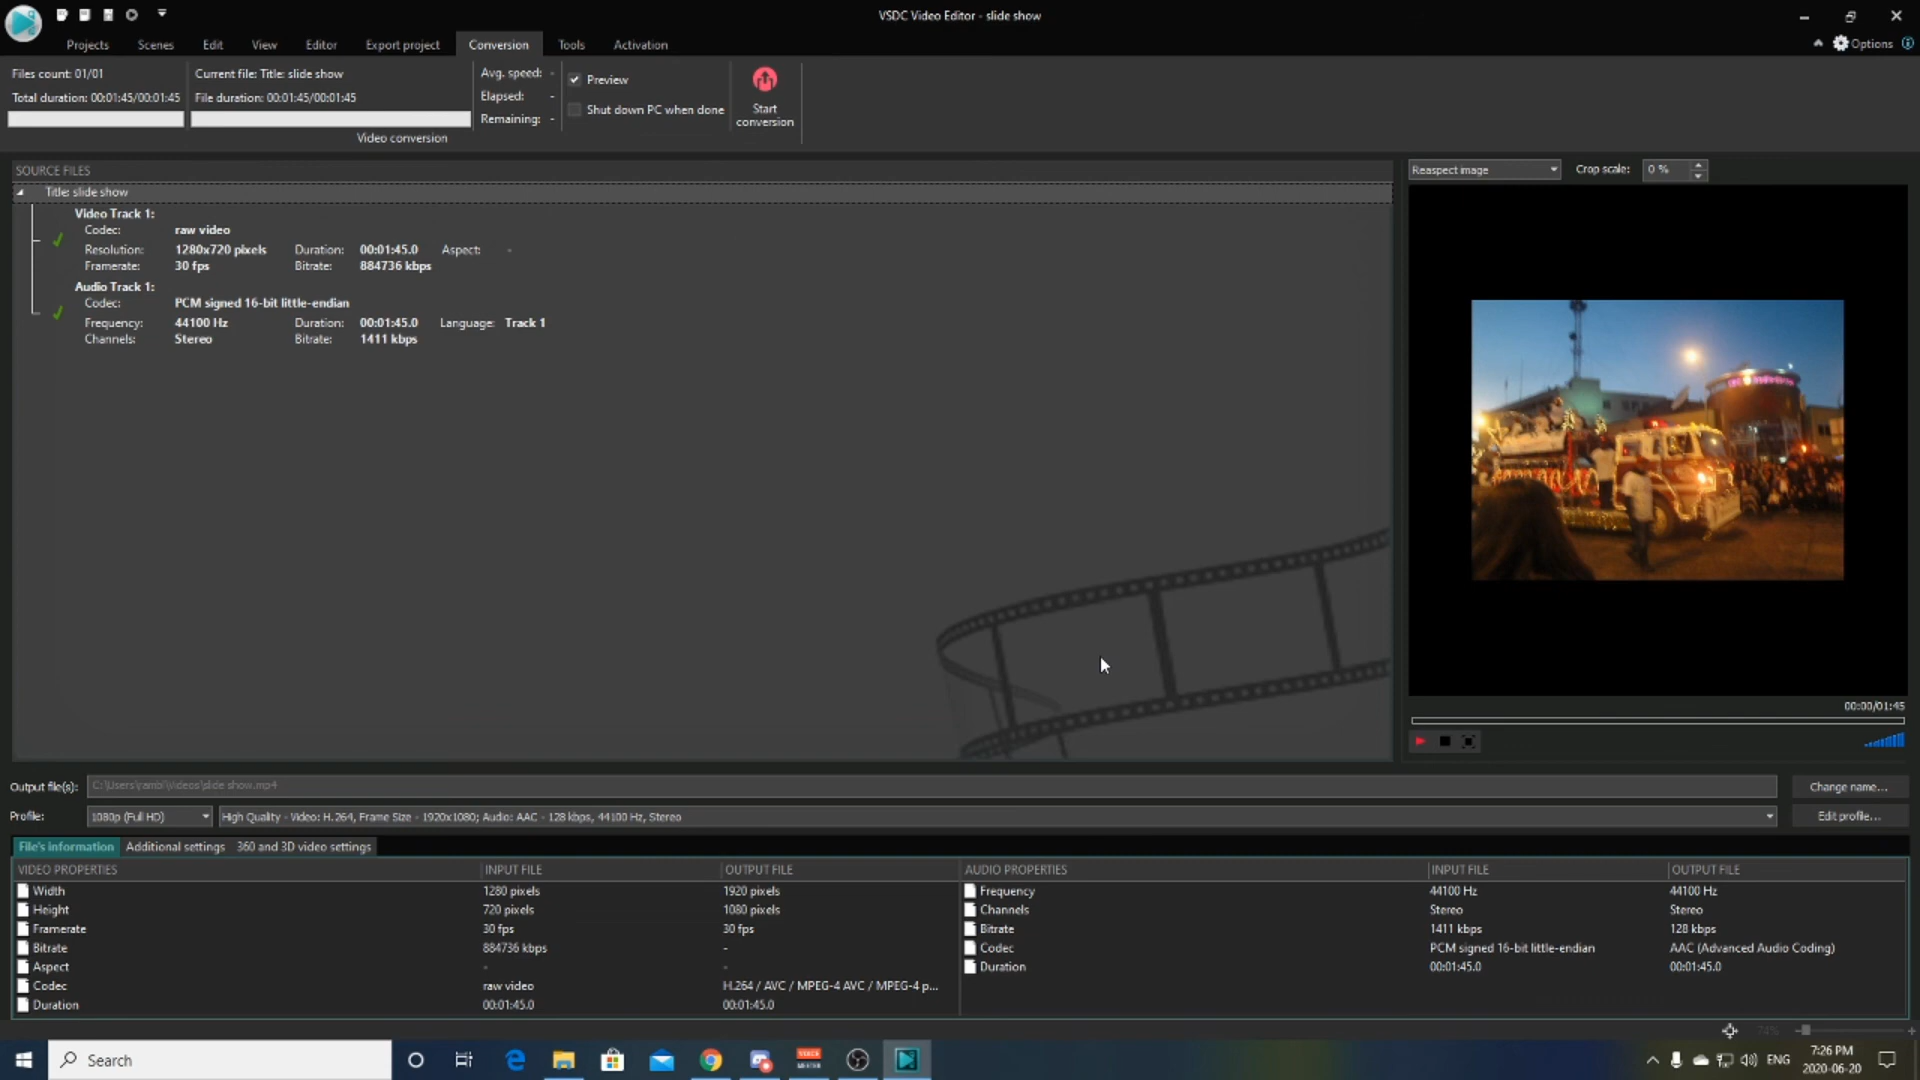 VSDC Video Editor - slide show
Projects Scenes Edit View Editor Export project Conversion Tools Activation Options
Files count: 01/01
Total duration: 00:01:45/00:01:45
Current file: Title: slide show
File duration: 00:01:45/00:01:45
Avg. speed: -
Elapsed: -
Remaining: -
Preview
Shut down PC when done
Start conversion
Video conversion
SOURCE FILES
Title: slide show
Video Track 1:
Codec: raw video
Resolution: 1280x720 pixels Duration: 00:01:45.0 Aspect: -
Framerate: 30 fps Bitrate: 884736 kbps
Audio Track 1:
Codec: PCM signed 16-bit little-endian
Frequency: 44100 Hz Duration: 00:01:45.0 Language: Track 1
Channels: Stereo Bitrate: 1411 kbps
Reaspect image Crop scale: 0 %
00:00/01:45
Output file(s): C:\Users\rambi\Videos\slide show.mp4 Change name...
Profile: 1080p (Full HD) High Quality - Video: H.264, Frame Size - 1920x1080; Audio: AAC - 128 kbps, 44100 Hz, Stereo Edit profile...
File's information Additional settings 360 and 3D video settings
VIDEO PROPERTIES INPUT FILE OUTPUT FILE
Width 1280 pixels 1920 pixels
Height 720 pixels 1080 pixels
Framerate 30 fps 30 fps
Bitrate 884736 kbps -
Aspect - -
Codec raw video H.264 / AVC / MPEG-4 AVC / MPEG-4 p...
Duration 00:01:45.0 00:01:45.0
AUDIO PROPERTIES INPUT FILE OUTPUT FILE
Frequency 44100 Hz 44100 Hz
Channels Stereo Stereo
Bitrate 1411 kbps 128 kbps
Codec PCM signed 16-bit little-endian AAC (Advanced Audio Coding)
Duration 00:01:45.0 00:01:45.0
Search
ENG
7:26 PM
2020-06-20